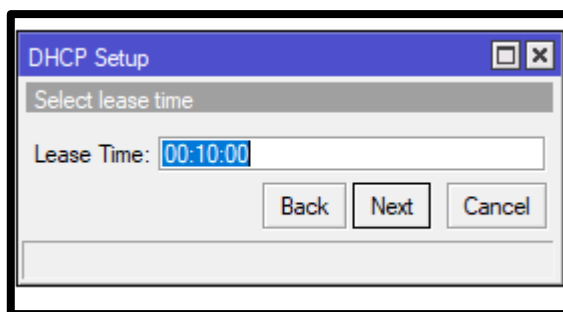 DHCP Setup
Select lease time
Lease Time: 00:10:00
Back Next Cancel